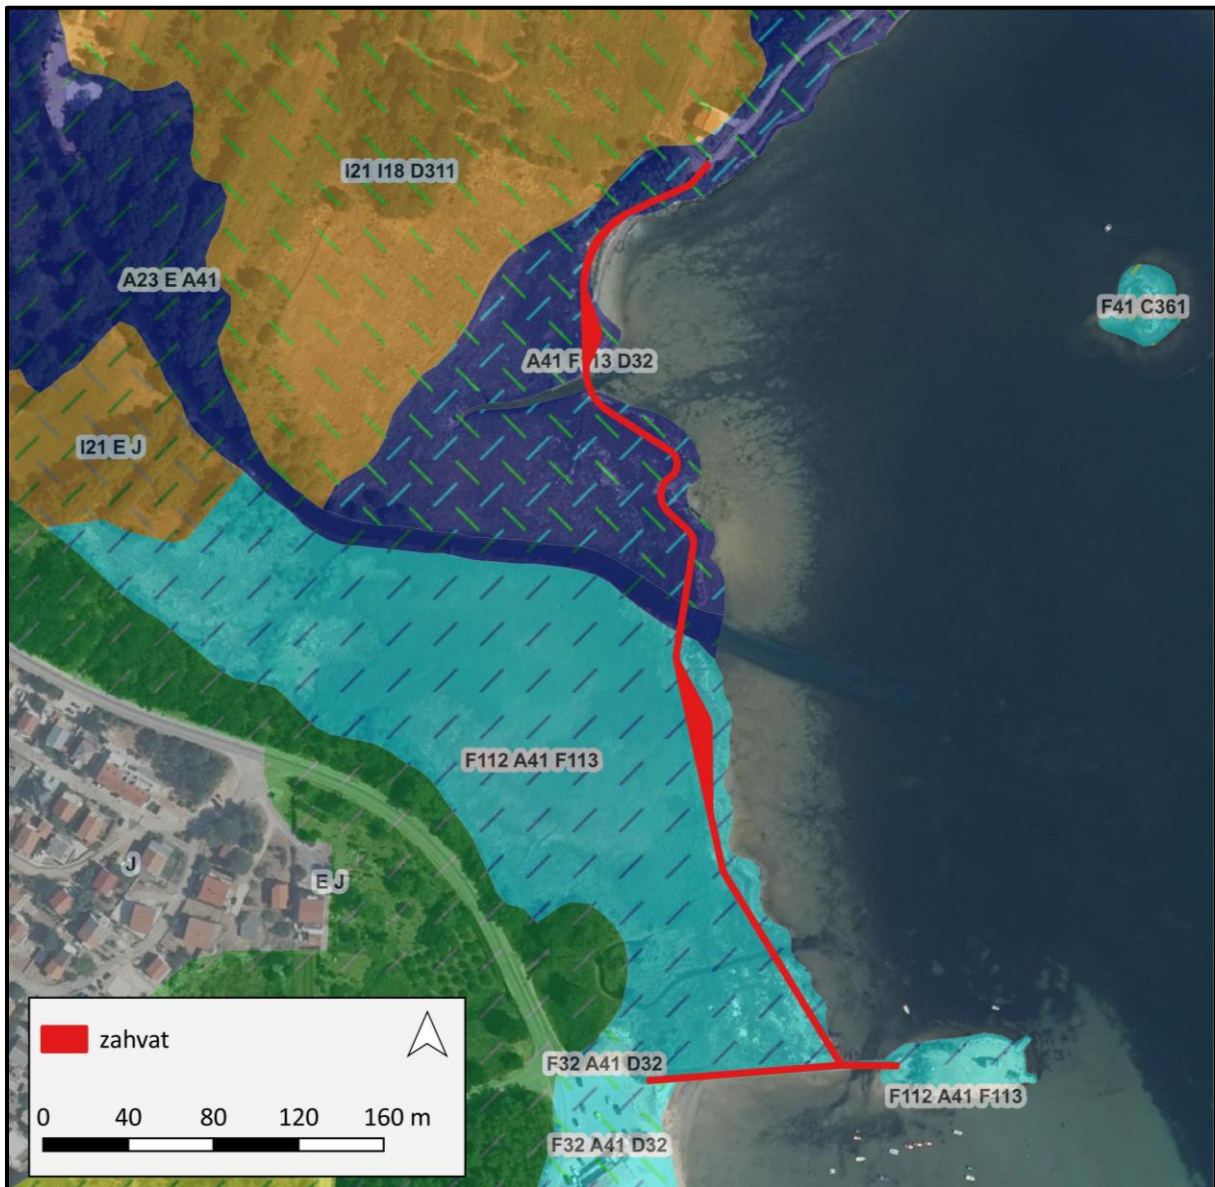 I21 I18 D311
A23 E A41
F41 C361
A41 F113 D32
I21 E J
F112 A41 F113
J
E J
zahvat
F32 A41 D32
F112 A41 F113
0 40 80 120 160 m
F32 A41 D32